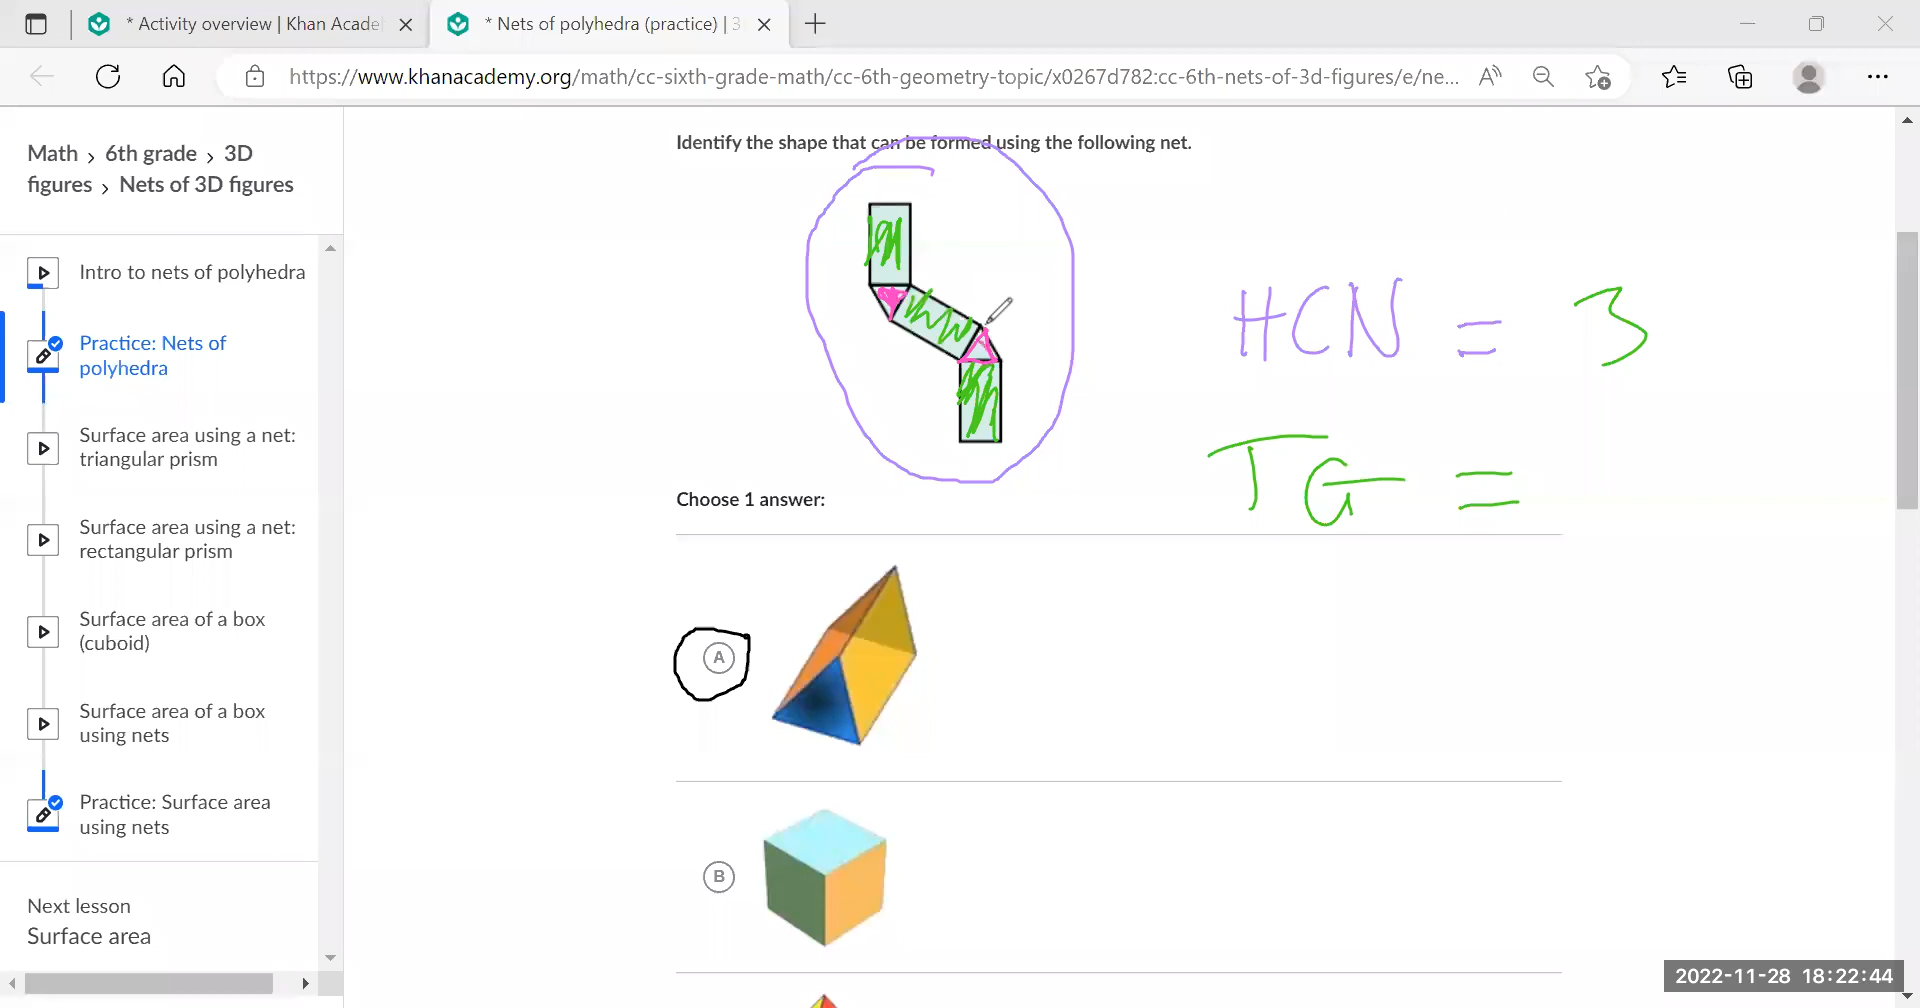 * Activity overview | Khan Acade
* Nets of polyhedra (practice) | 3
https://www.khanacademy.org/math/cc-sixth-grade-math/cc-6th-geometry-topic/x0267d782:cc-6th-nets-of-3d-figures/e/ne...
Math > 6th grade > 3D
figures > Nets of 3D figures
Intro to nets of polyhedra
Practice: Nets of
polyhedra
Surface area using a net:
triangular prism
Surface area using a net:
rectangular prism
Surface area of a box
(cuboid)
Surface area of a box
using nets
Practice: Surface area
using nets
Next lesson
Surface area
Identify the shape that can be formed using the following net.
HCN = 3
TG =
Choose 1 answer:
A
B
2022-11-28 18:22:44